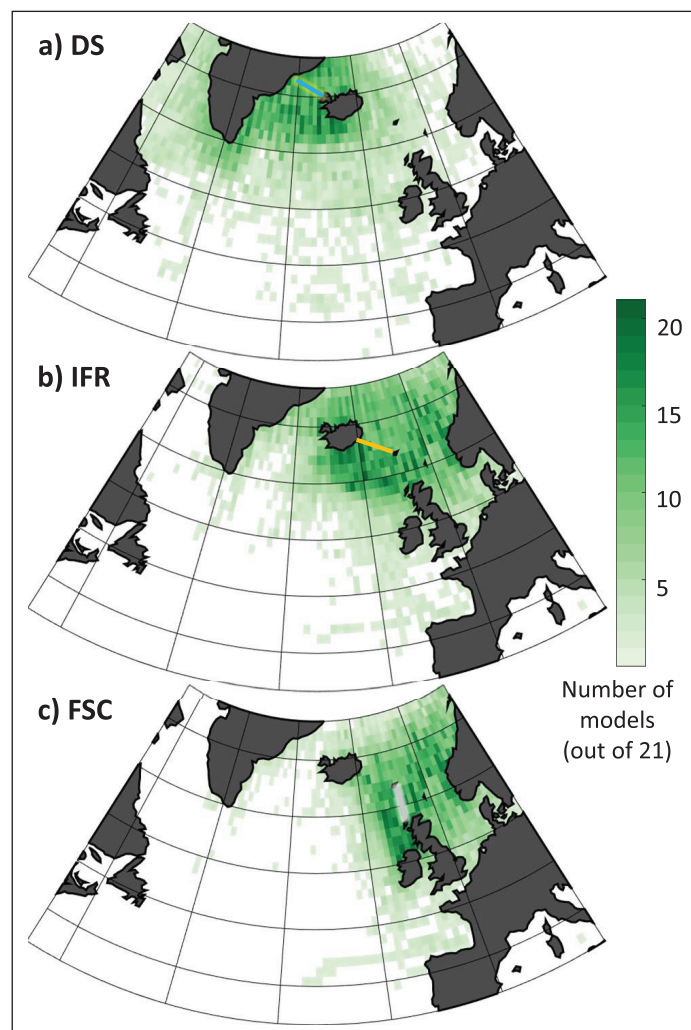 a) DS
b) IFR
c) FSC
20
15
10
5
Number of
models
(out of 21)